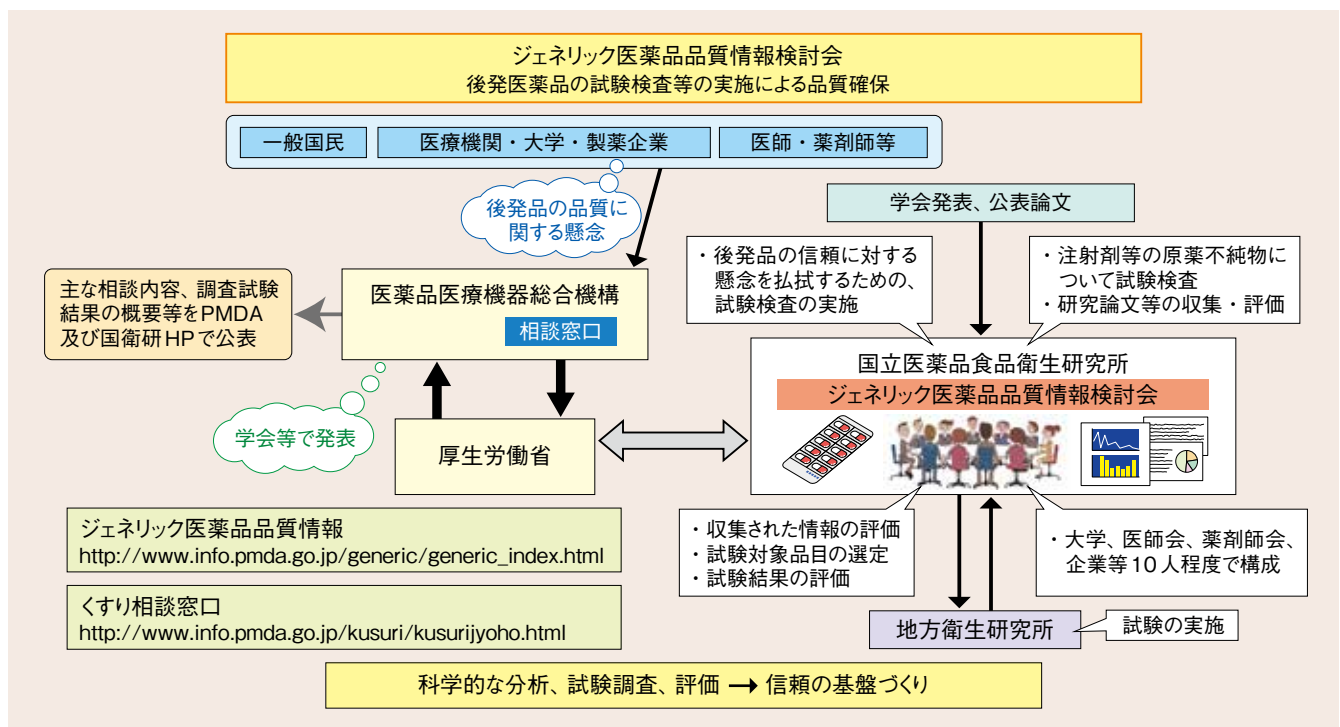 ジェネリック医薬品品質情報検討会
後発医薬品の試験検査等の実施による品質確保
一般国民
医療機関・大学・製薬企業
医師・薬剤師等
後発品の品質に
関する懸念
学会発表、公表論文
・後発品の信頼に対する
懸念を払拭するための、
試験検査の実施
・注射剤等の原薬不純物に
ついて試験検査
・研究論文等の収集・評価
主な相談内容、調査試験
結果の概要等をPMDA
及び国衛研HPで公表
医薬品医療機器総合機構
相談窓口
学会等で発表
厚生労働省
国立医薬品食品衛生研究所
ジェネリック医薬品品質情報検討会
・収集された情報の評価
・試験対象品目の選定
・試験結果の評価
・大学、医師会、薬剤師会、
企業等10人程度で構成
ジェネリック医薬品品質情報
http://www.info.pmda.go.jp/generic/generic_index.html
くすり相談窓口
http://www.info.pmda.go.jp/kusuri/kusurijyoho.html
地方衛生研究所
試験の実施
科学的な分析、試験調査、評価 → 信頼の基盤づくり